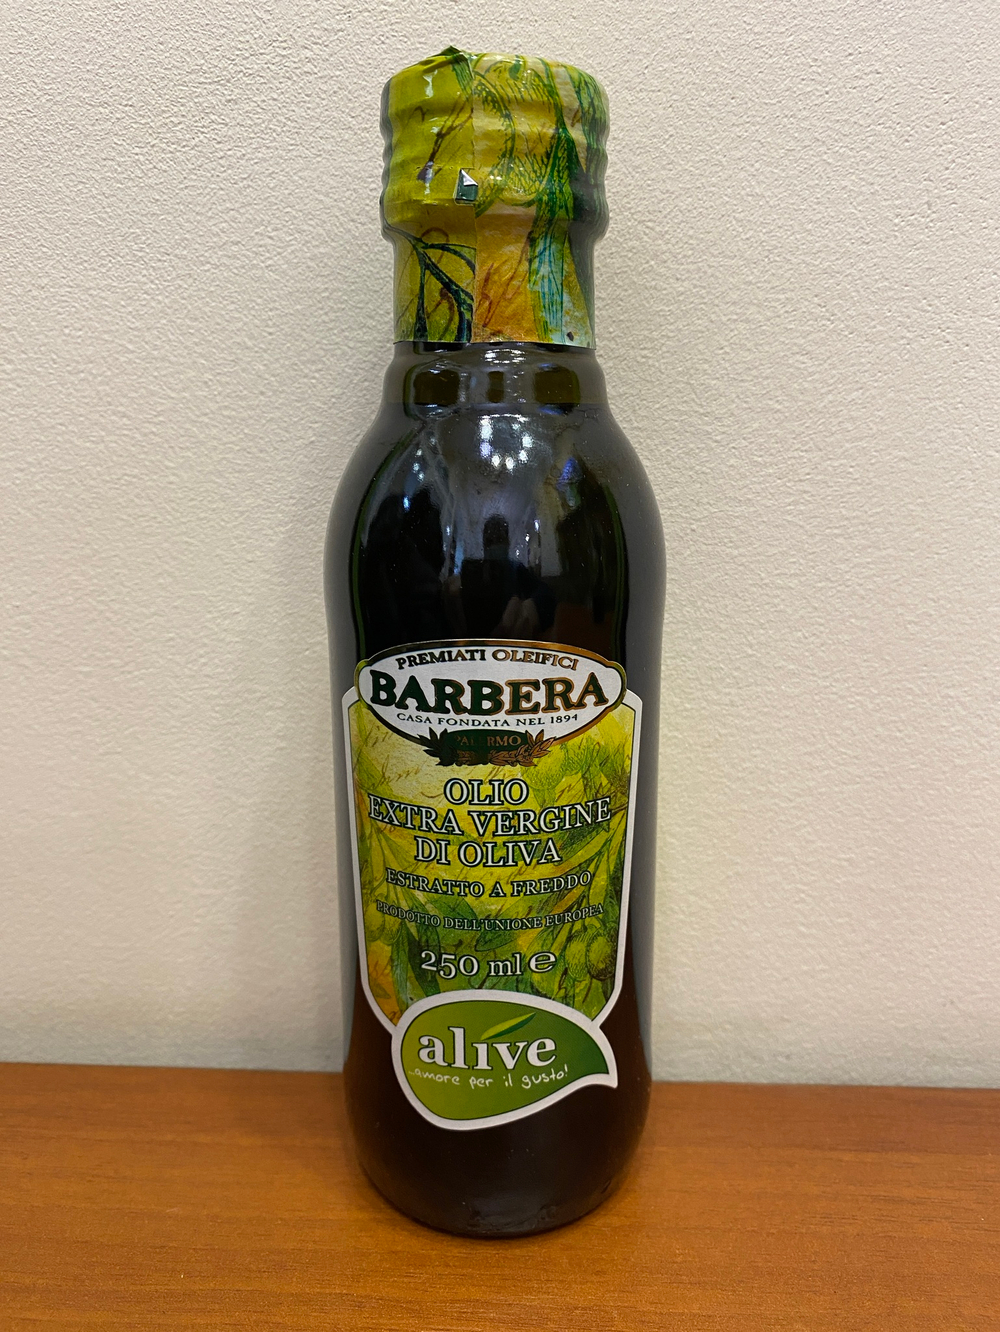 PREMIATI OLEIFICI
BARBERA
CASA FONDATA NEL 1894
PALERMO
OLIO
EXTRA VERGINE
DI OLIVA
ESTRATTO A FREDDO
PRODOTTO DELL'UNIONE EUROPEA
250 ml e
alive
...amore per il gusto!